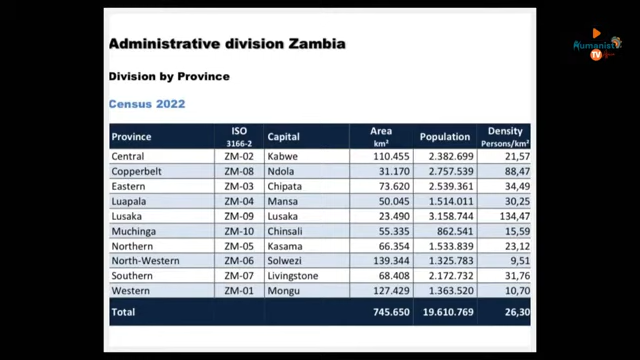 Humanist
TV
Administrative division Zambia
Division by Province
Census 2022
Province ISO 3166-2 Capital Area km² Population Density Persons/km²
Central ZM-02 Kabwe 110.455 2.382.699 21,57
Copperbelt ZM-08 Ndola 31.170 2.757.539 88,47
Eastern ZM-03 Chipata 73.620 2.539.361 34,49
Luapala ZM-04 Mansa 50.045 1.514.011 30,25
Lusaka ZM-09 Lusaka 23.490 3.158.744 134,47
Muchinga ZM-10 Chinsali 55.335 862.541 15,59
Northern ZM-05 Kasama 66.354 1.533.839 23,12
North-Western ZM-06 Solwezi 139.344 1.325.783 9,51
Southern ZM-07 Livingstone 68.408 2.172.732 31,76
Western ZM-01 Mongu 127.429 1.363.520 10,70
Total 745.650 19.610.769 26,30